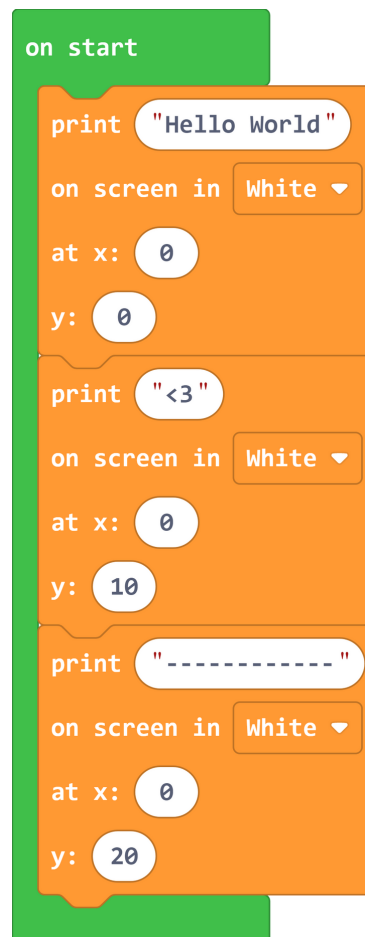 on start
print "Hello World"
on screen in White
at x: 0
y: 0
print "<3"
on screen in White
at x: 0
y: 10
print "------------"
on screen in White
at x: 0
y: 20